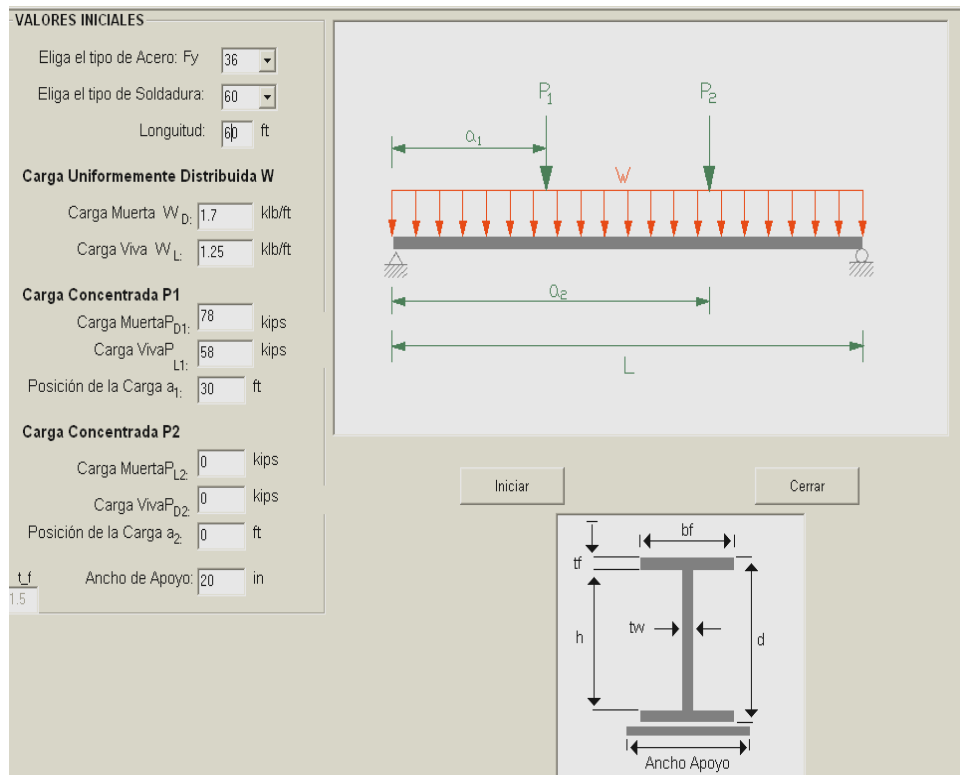 VALORES INICIALES
Eliga el tipo de Acero: Fy 36
Eliga el tipo de Soldadura: 60
Longuitud: 60 ft
Carga Uniformemente Distribuida W
Carga Muerta W D: 1.7 klb/ft
Carga Viva W L: 1.25 klb/ft
Carga Concentrada P1
Carga MuertaP D1: 78 kips
Carga VivaP L1: 58 kips
Posición de la Carga a 1: 30 ft
Carga Concentrada P2
Carga MuertaP L2: 0 kips
Carga VivaP D2: 0 kips
Posición de la Carga a 2: 0 ft
t_f
1.5
Ancho de Apoyo: 20 in
P1
P2
a1
W
a2
L
Iniciar
Cerrar
bf
tf
h
tw
d
Ancho Apoyo